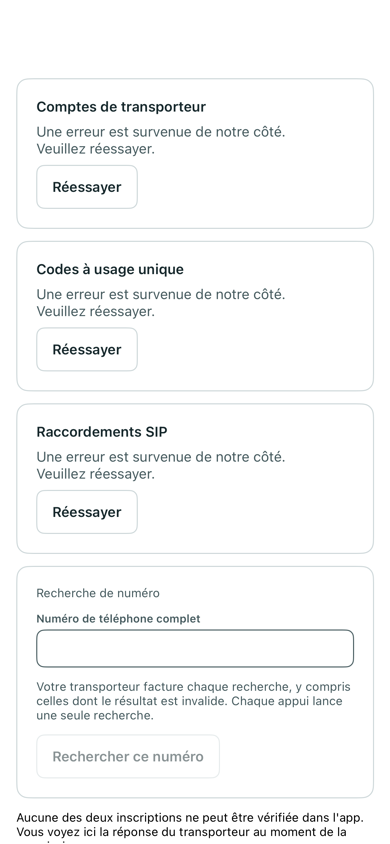 Comptes de transporteur
Une erreur est survenue de notre côté.
Veuillez réessayer.
Réessayer
Codes à usage unique
Une erreur est survenue de notre côté.
Veuillez réessayer.
Réessayer
Raccordements SIP
Une erreur est survenue de notre côté.
Veuillez réessayer.
Réessayer
Recherche de numéro
Numéro de téléphone complet
Votre transporteur facture chaque recherche, y compris
celles dont le résultat est invalide. Chaque appui lance
une seule recherche.
Rechercher ce numéro
Aucune des deux inscriptions ne peut être vérifiée dans l'app.
Vous voyez ici la réponse du transporteur au moment de la